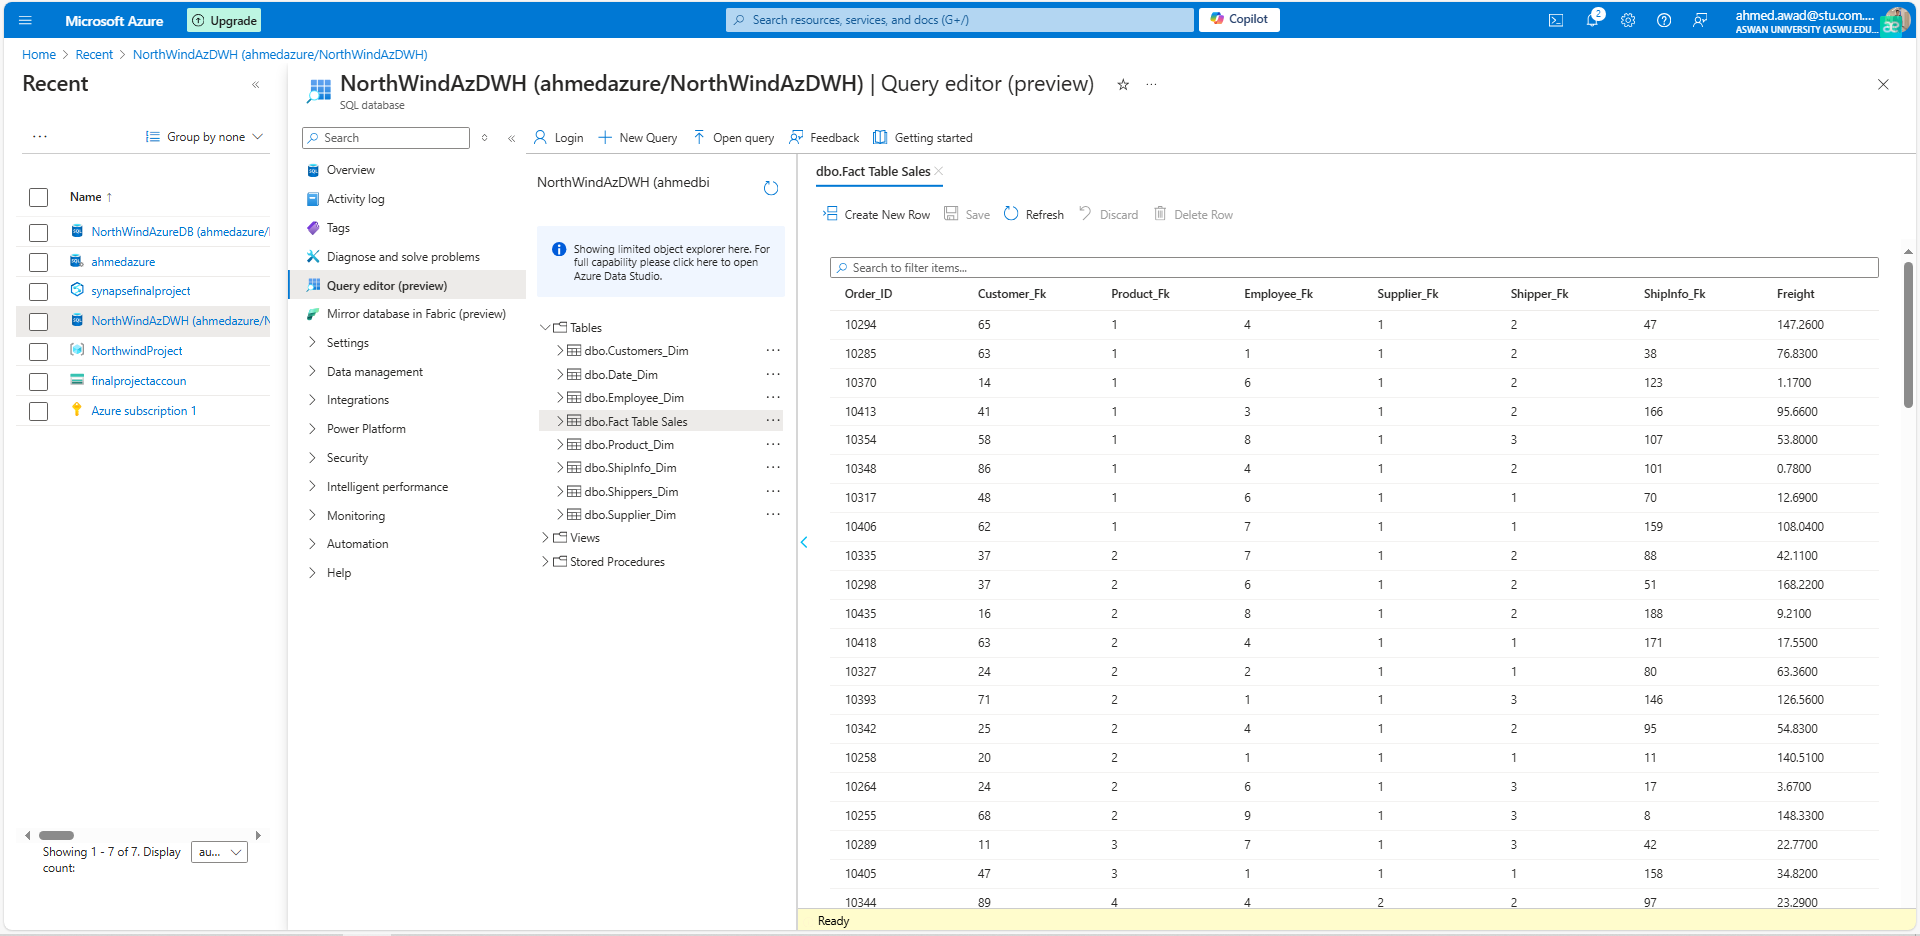 Microsoft Azure
Upgrade
Search resources, services, and docs (G+/)
Copilot
2
ahmed.awad@stu.com....
ASWAN UNIVERSITY (ASWU.EDU...
Home > Recent > NorthWindAzDWH (ahmedazure/NorthWindAzDWH)
Recent
NorthWindAzDWH (ahmedazure/NorthWindAzDWH) | Query editor (preview)
SQL database
Group by none
Name ↑
NorthWindAzureDB (ahmedazure/
ahmedazure
synapsefinalproject
NorthWindAzDWH (ahmedazure/N
NorthwindProject
finalprojectaccoun
Azure subscription 1
Showing 1 - 7 of 7. Display count:
au...
Search
Overview
Activity log
Tags
Diagnose and solve problems
Query editor (preview)
Mirror database in Fabric (preview)
Settings
Data management
Integrations
Power Platform
Security
Intelligent performance
Monitoring
Automation
Help
Login
New Query
Open query
Feedback
Getting started
NorthWindAzDWH (ahmedbi
Showing limited object explorer here. For
full capability please click here to open
Azure Data Studio.
Tables
dbo.Customers_Dim
dbo.Date_Dim
dbo.Employee_Dim
dbo.Fact Table Sales
dbo.Product_Dim
dbo.ShipInfo_Dim
dbo.Shippers_Dim
dbo.Supplier_Dim
Views
Stored Procedures
dbo.Fact Table Sales
Create New Row
Save
Refresh
Discard
Delete Row
Search to filter items...
Order_ID Customer_Fk Product_Fk Employee_Fk Supplier_Fk Shipper_Fk ShipInfo_Fk Freight
10294 65 1 4 1 2 47 147.2600
10285 63 1 1 1 2 38 76.8300
10370 14 1 6 1 2 123 1.1700
10413 41 1 3 1 2 166 95.6600
10354 58 1 8 1 3 107 53.8000
10348 86 1 4 1 2 101 0.7800
10317 48 1 6 1 1 70 12.6900
10406 62 1 7 1 1 159 108.0400
10335 37 2 7 1 2 88 42.1100
10298 37 2 6 1 2 51 168.2200
10435 16 2 8 1 2 188 9.2100
10418 63 2 4 1 1 171 17.5500
10327 24 2 2 1 1 80 63.3600
10393 71 2 1 1 3 146 126.5600
10342 25 2 4 1 2 95 54.8300
10258 20 2 1 1 1 11 140.5100
10264 24 2 6 1 3 17 3.6700
10255 68 2 9 1 3 8 148.3300
10289 11 3 7 1 3 42 22.7700
10405 47 3 1 1 1 158 34.8200
10344 89 4 4 2 2 97 23.2900
Ready